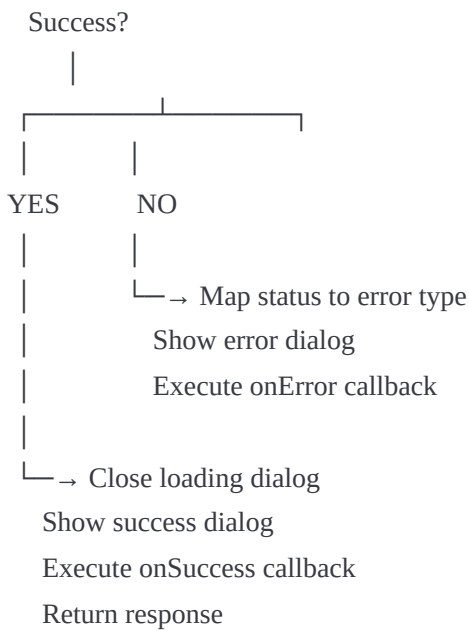 Success?
YES NO
→ Map status to error type
Show error dialog
Execute onError callback
→ Close loading dialog
Show success dialog
Execute onSuccess callback
Return response